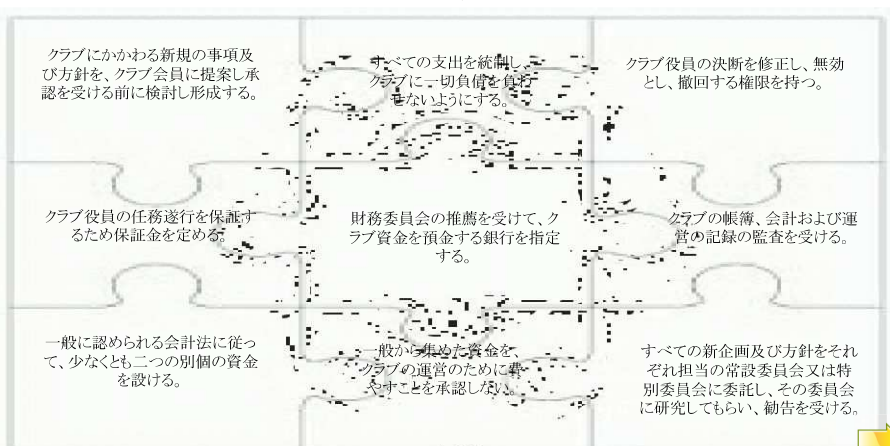 クラブにかかわる新規の事項及
び方針を、クラブ会員に提案し承
認を受ける前に検討し形成する。
すべての支出を統制し、
クラブに一切負債を負わ
せないようにする。
クラブ役員の決断を修正し、無効
とし、撤回する権限を持つ。
クラブ役員の任務遂行を保証す
るため保証金を定める。
財務委員会の推薦を受けて、ク
ラブ資金を預金する銀行を指定
する。
クラブの帳簿、会計および運
営の記録の監査を受ける。
一般に認められる会計法に従っ
て、少なくとも二つの別個の資金
を設ける。
一般から集めた資金を、
クラブの運営のために費
やすことを承認しない。
すべての新企画及び方針をそれ
ぞれ担当の常設委員会又は特
別委員会に委託し、その委員会
に研究してもらい、勧告を受ける。